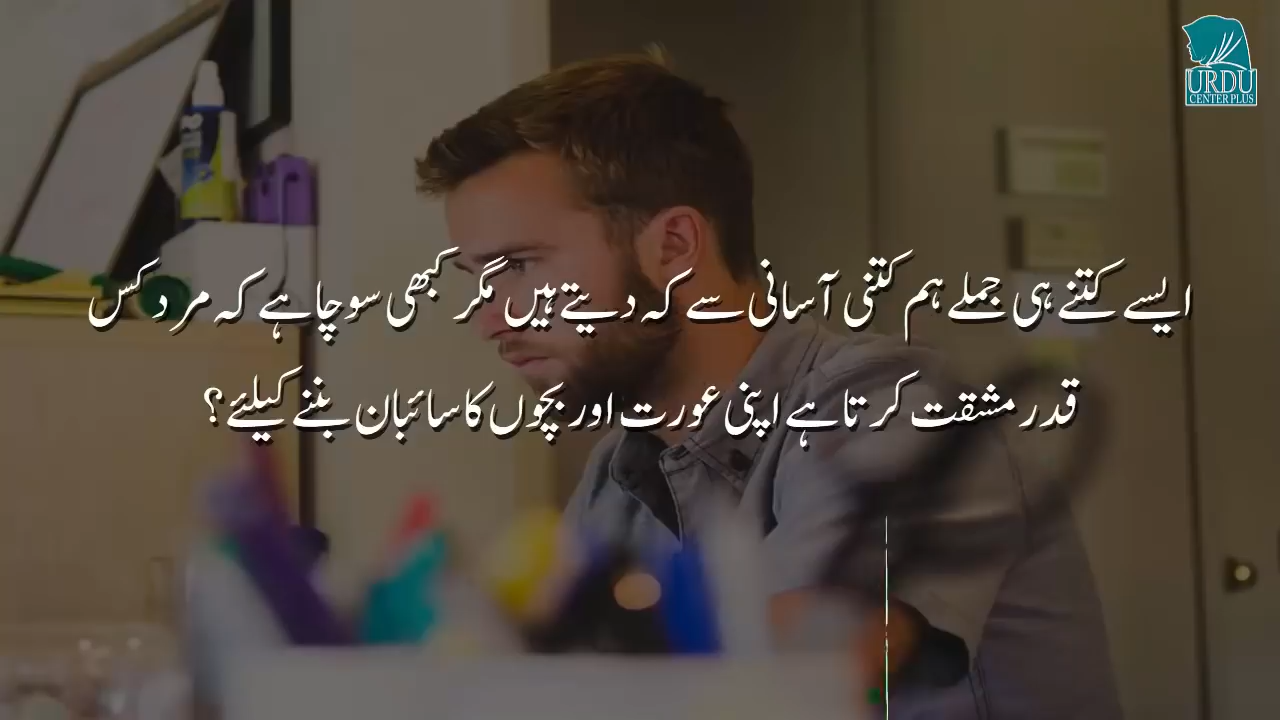 URDU
CENTER PLUS
ایسے کتنے ہی جملے ہم کتنی آسانی سے کہ دیتے ہیں مگر کبھی سوچا ہے کہ مرد کس
قدر مشقت کرتا ہے اپنی عورت اور بچوں کا سائبان بننے کیلئے؟